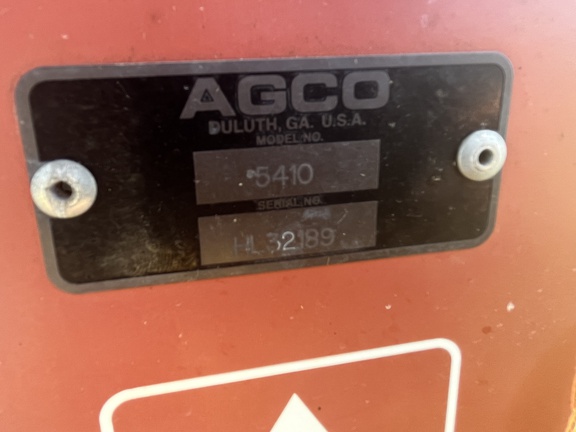 AGCO
DULUTH, GA. U.S.A.
MODEL NO.
5410
SERIAL NO.
HL32189